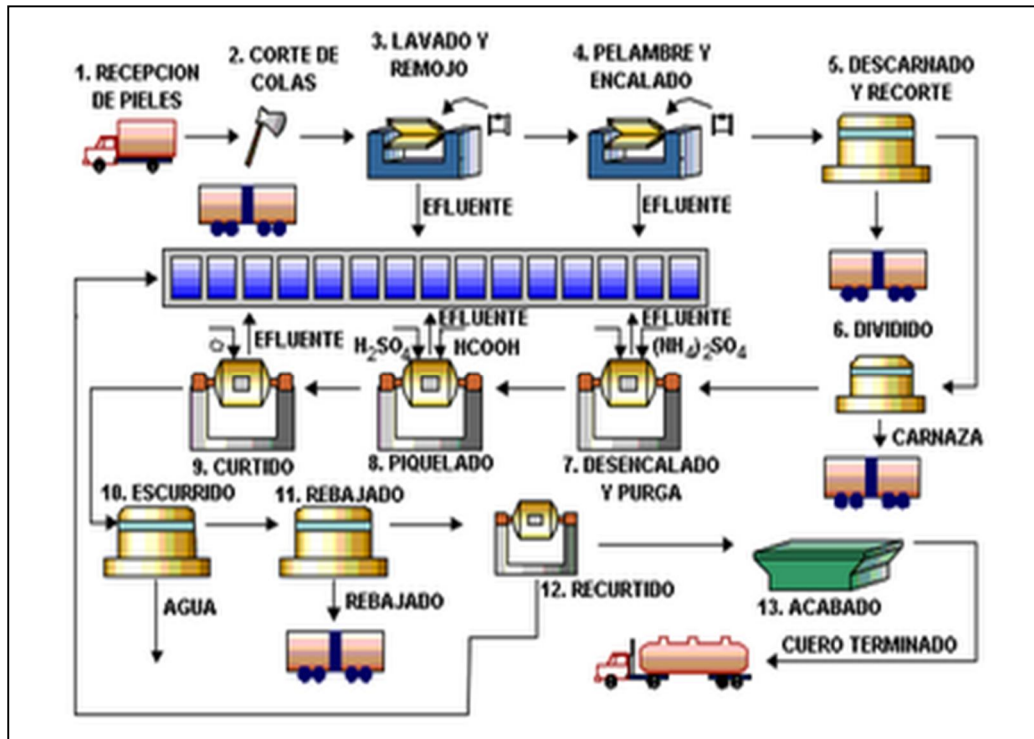 1. RECEPCION
DE PIELES
2. CORTE DE
COLAS
3. LAVADO Y
REMOJO
4. PELAMBRE Y
ENCALADO
5. DESCARNADO
Y RECORTE
EFLUENTE
EFLUENTE
6. DIVIDIDO
EFLUENTE
H2SO4
EFLUENTE
HCOOH
EFLUENTE
(NH4)2SO4
CARNAZA
9. CURTIDO
8. PIQUELADO
7. DESENCALADO
Y PURGA
10. ESCURRIDO
11. REBAJADO
12. RECURTIDO
13. ACABADO
AGUA
REBAJADO
CUERO TERMINADO